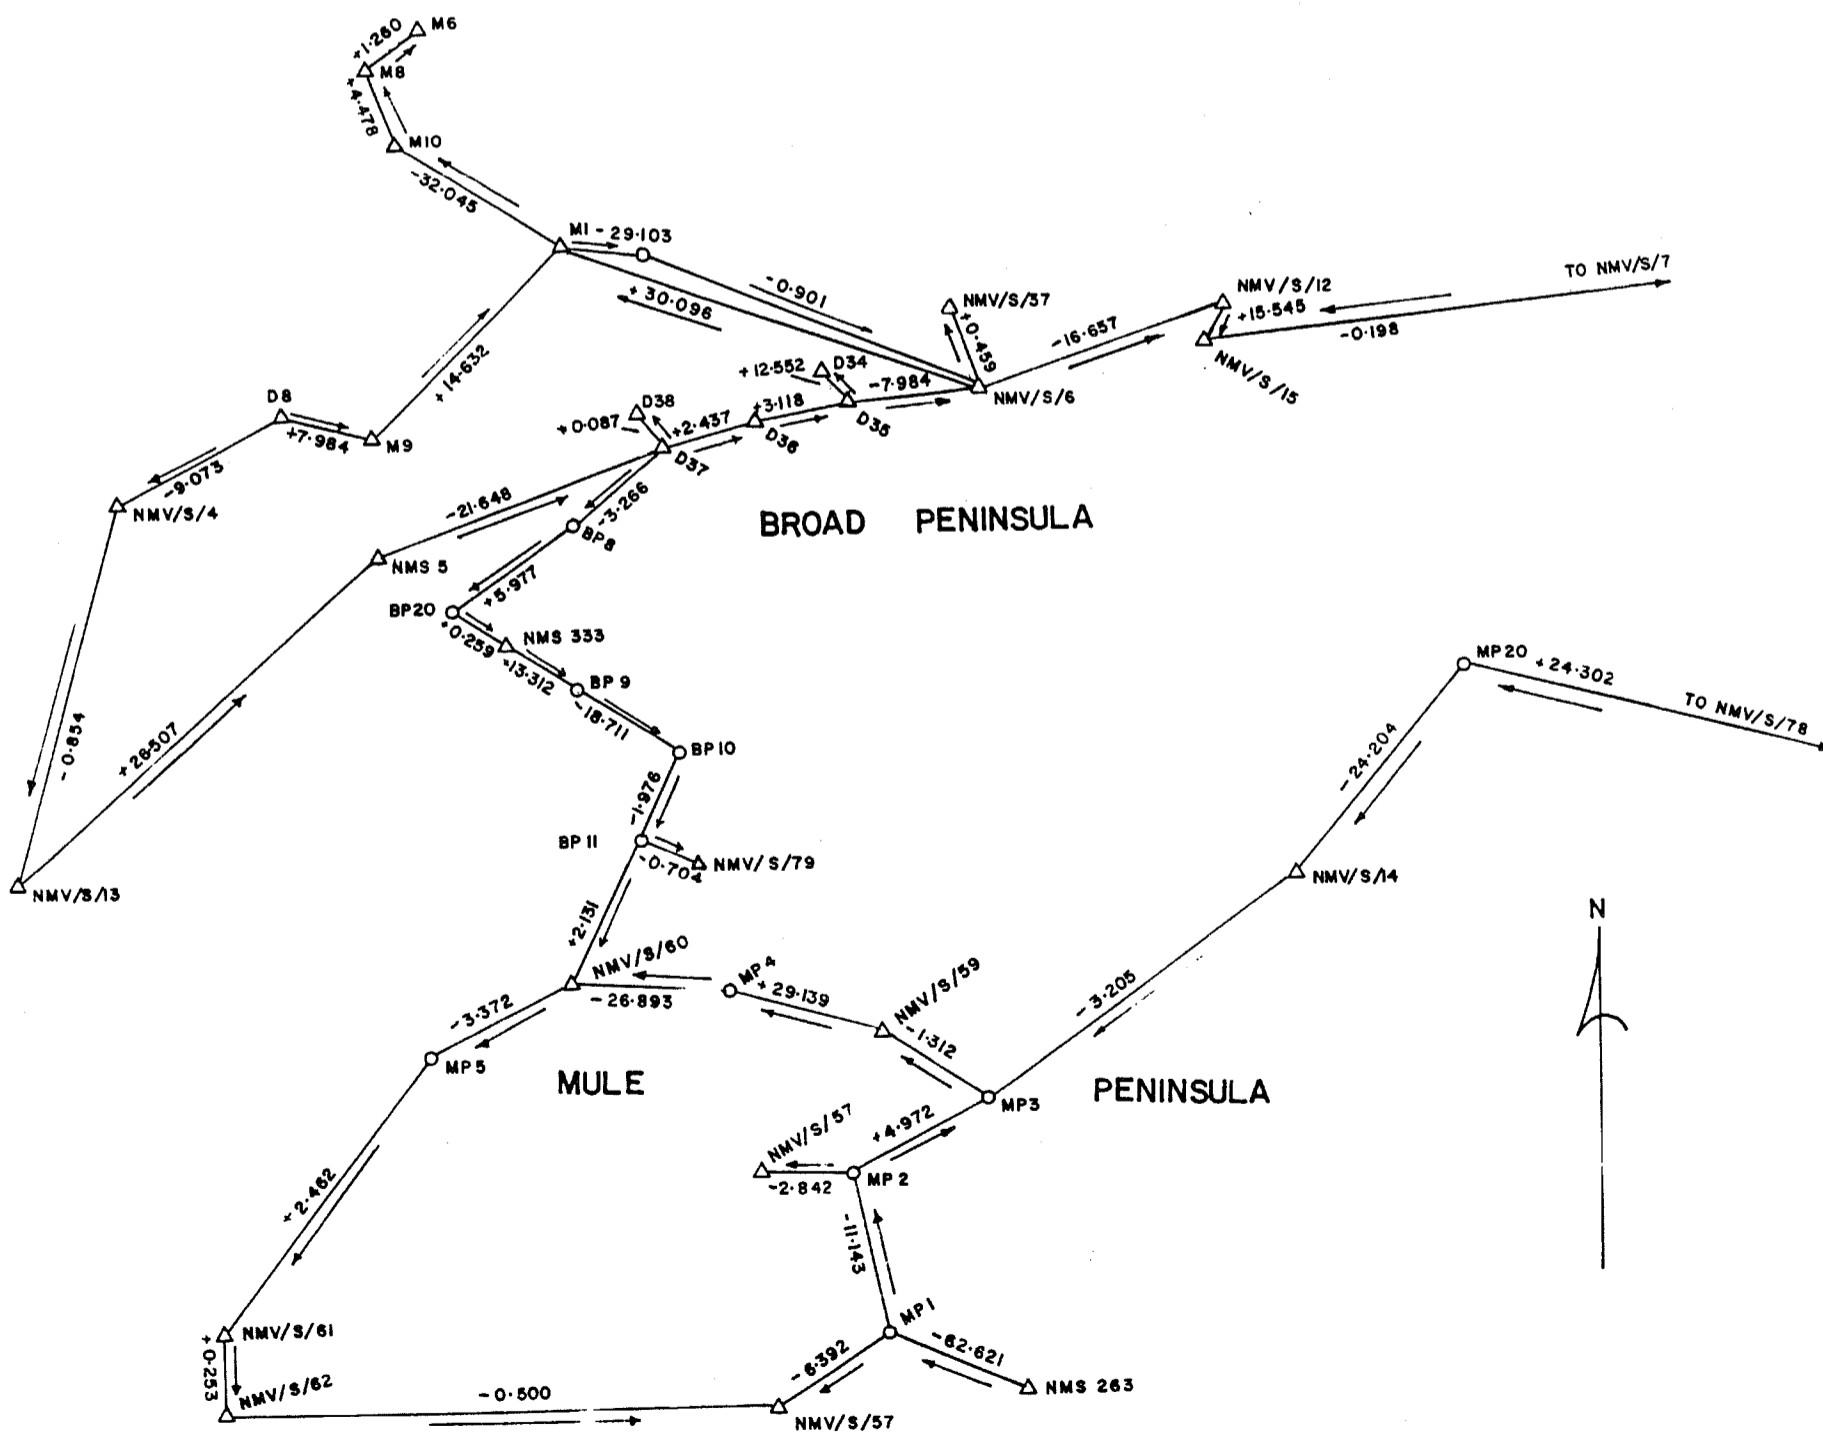 M6
+1.260
M8
+4.478
M10
-32.045
M1
-29.103
-0.901
+30.096
NMV/S/37
+0.459
-16.657
NMV/S/12
+15.545
TO NMV/S/7
-0.198
NMV/S/15
NMV/S/6
D34
+12.552
-7.984
D35
+3.118
D36
D38
+0.087
+2.437
D37
+14.632
D8
+7.984
M9
-9.073
NMV/S/4
-21.648
-3.266
BP8
BROAD PENINSULA
NMS 5
+5.977
BP20
+0.259
NMS 333
+13.312
BP 9
-18.711
BP10
MP20
+24.302
TO NMV/S/78
-24.204
-0.854
+26.507
-1.976
BP 11
-0.704
NMV/S/79
NMV/S/13
NMV/S/14
+2.131
N
NMV/S/60
MP4
+29.139
NMV/S/59
-3.205
-26.893
-3.372
-1.312
MP5
MULE PENINSULA
MP3
+4.972
NMV/S/57
-2.842
MP 2
+2.462
-11.143
MP1
-62.621
NMS 263
NMV/S/61
+0.253
-6.392
NMV/S/62
-0.500
NMV/S/57